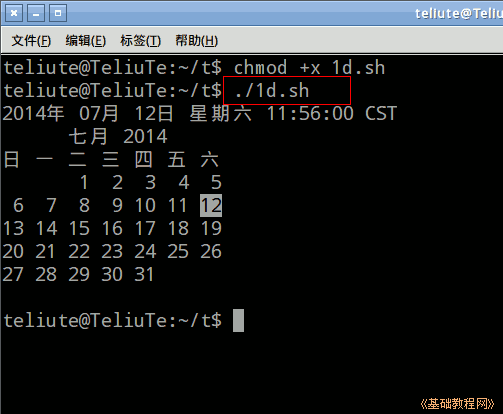 teliute@TeliuTe
文件(F) 编辑(E) 标签(T) 帮助(H)
teliute@TeliuTe:~/t$ chmod +x 1d.sh
teliute@TeliuTe:~/t$ ./1d.sh
2014年 07月 12日 星期六 11:56:00 CST
七月 2014
日 一 二 三 四 五 六
1 2 3 4 5
6 7 8 9 10 11 12
13 14 15 16 17 18 19
20 21 22 23 24 25 26
27 28 29 30 31
teliute@TeliuTe:~/t$
《基础教程网》